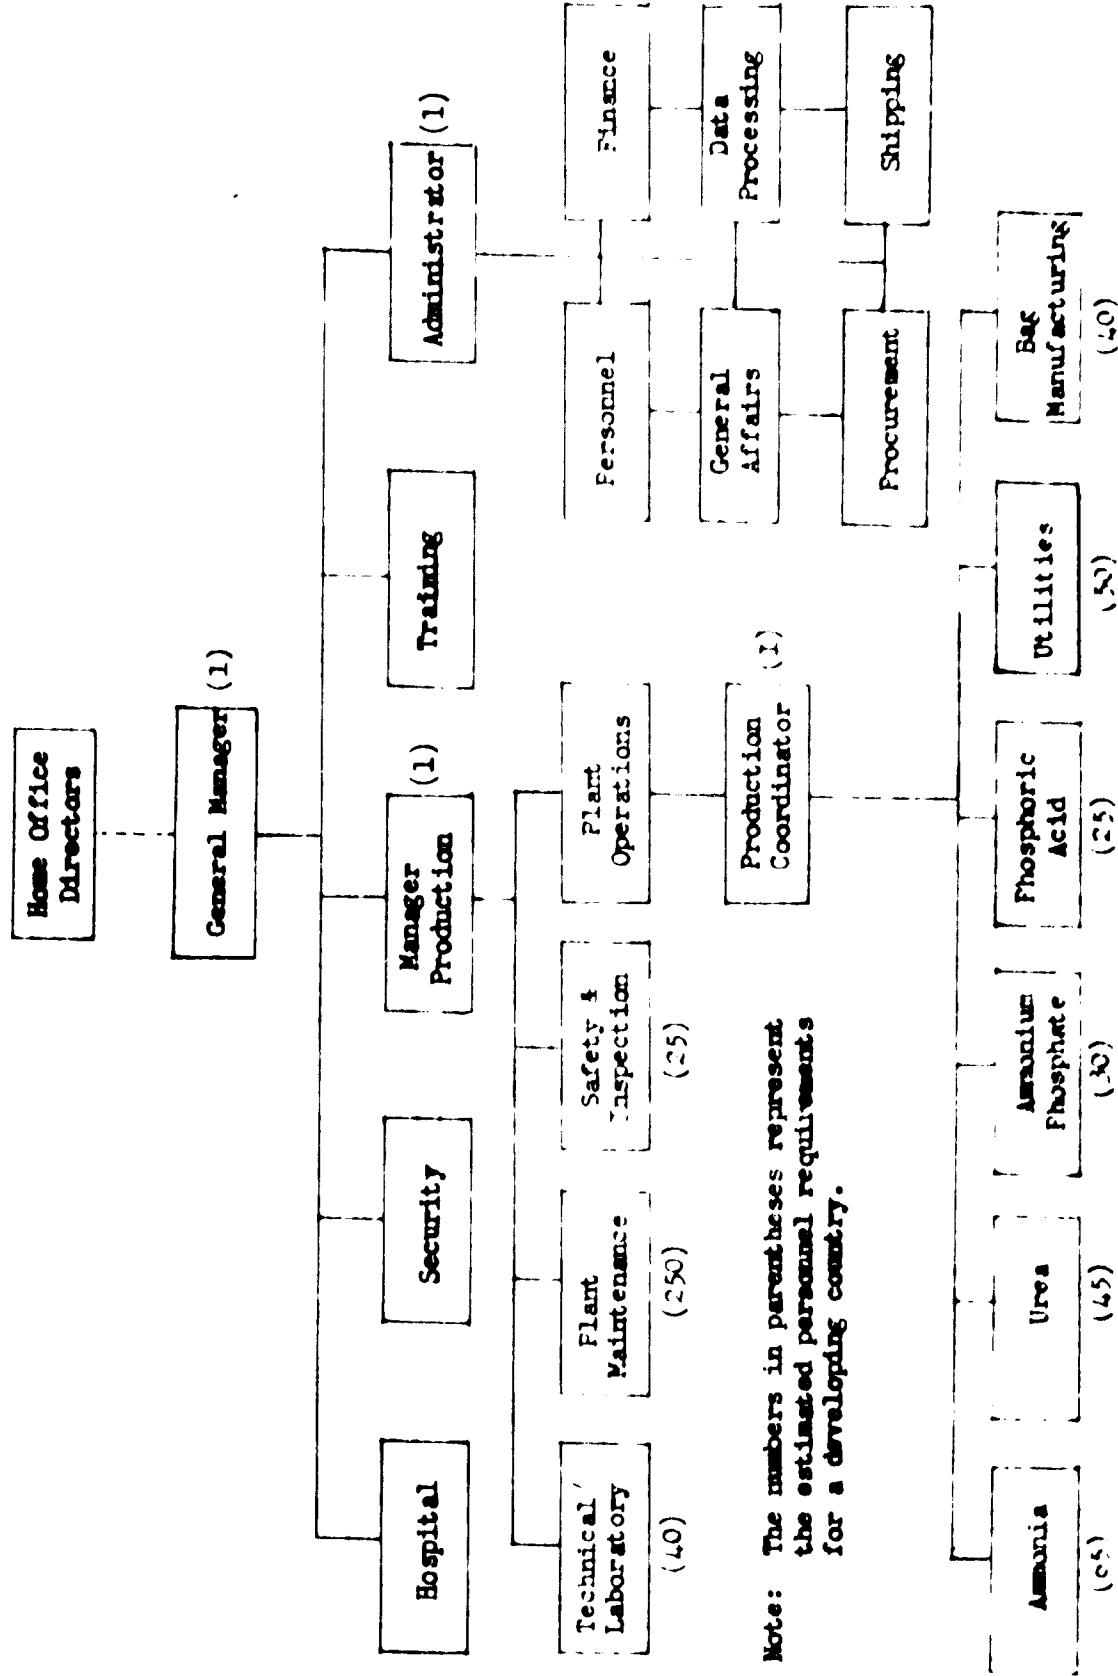 Home Office
Directors
General Manager (1)
Hospital
Security
Manager
Production
(1)
Training
Administrator (1)
Technical
Laboratory
(40)
Plant
Maintenance
(250)
Safety &
Inspection
(25)
Plant
Operations
Personnel
Finance
Production
Coordinator
(1)
General
Affairs
Data
Processing
Procurement
Shipping
Note: The numbers in parentheses represent
the estimated personnel requirements
for a developing country.
Ammonia
Urea
(45)
Ammonium
Phosphate
(30)
Phosphoric
Acid
(25)
Utilities
(50)
Bag
Manufacturing
(40)